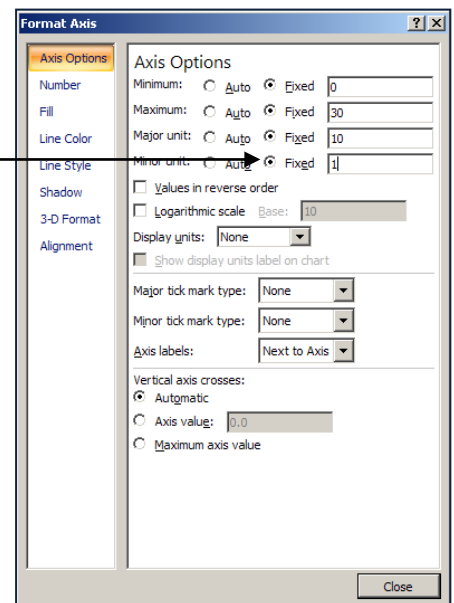 Format Axis
Axis Options
Number
Fill
Line Color
Line Style
Shadow
3-D Format
Alignment
Axis Options
Minimum: Auto Fixed 0
Maximum: Auto Fixed 30
Major unit: Auto Fixed 10
Minor unit: Auto Fixed 1
Values in reverse order
Logarithmic scale Base: 10
Display units: None
Show display units label on chart
Major tick mark type: None
Minor tick mark type: None
Axis labels: Next to Axis
Vertical axis crosses:
Automatic
Axis value: 0.0
Maximum axis value
Close